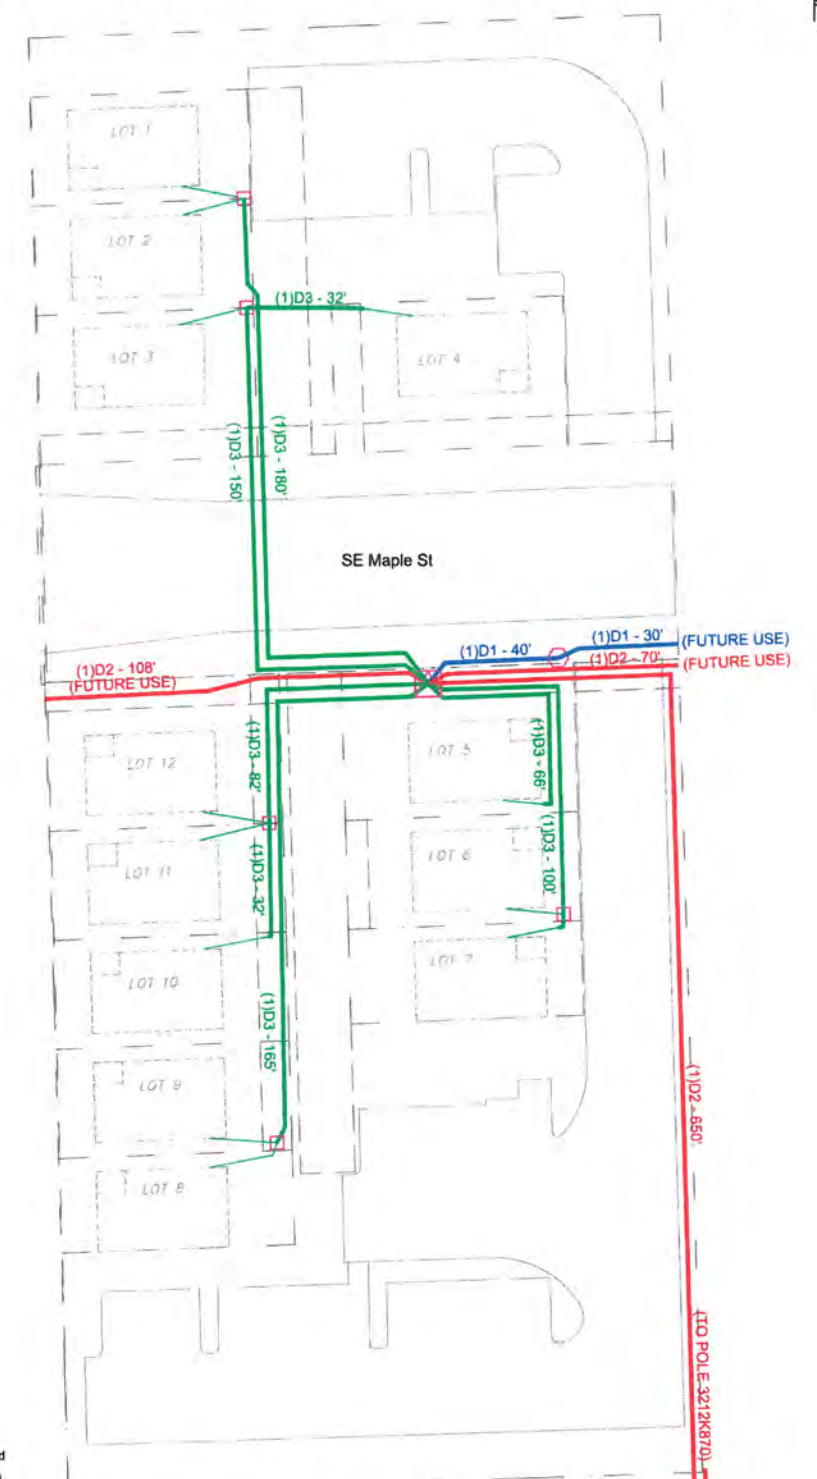 LOT 1
LOT 2
(1)D3 - 32'
LOT 3
LOT 4
(1)D3 - 150'
(1)D3 - 180'
SE Maple St
(1)D1 - 40'
(1)D1 - 30'
(FUTURE USE)
(1)D2 - 70'
(FUTURE USE)
(1)D2 - 108'
(FUTURE USE)
LOT 12
(1)D3 - 82'
LOT 5
(1)D3 - 66'
LOT 11
(1)D3 - 32'
LOT 6
(1)D3 - 100'
LOT 10
LOT 7
(1)D3 - 165'
LOT 9
(1)D2 - 650'
LOT 8
(TO POLE 3212K870)